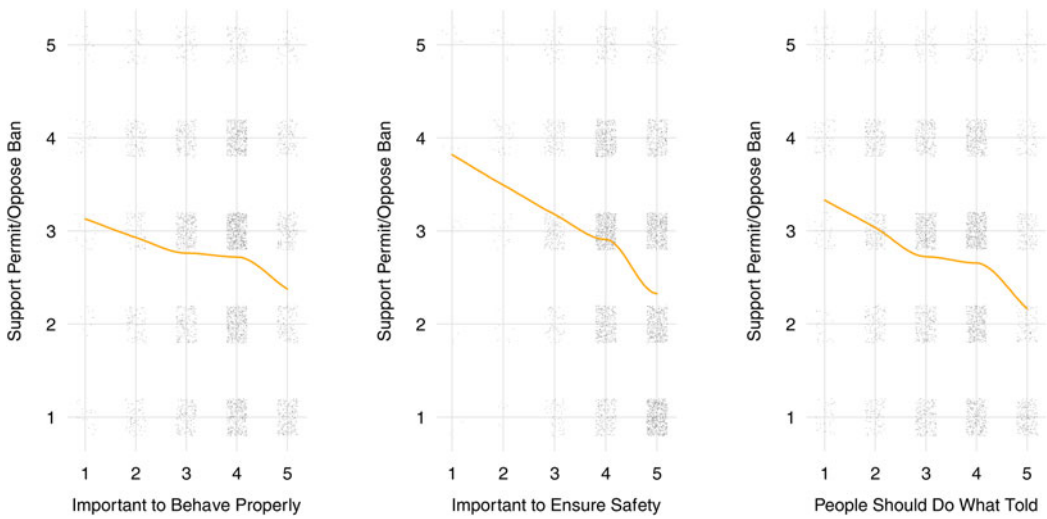 Support Permit/Oppose Ban
5
4
3
2
1
1 2 3 4 5
Important to Behave Properly
Support Permit/Oppose Ban
5
4
3
2
1
1 2 3 4 5
Important to Ensure Safety
Support Permit/Oppose Ban
5
4
3
2
1
1 2 3 4 5
People Should Do What Told